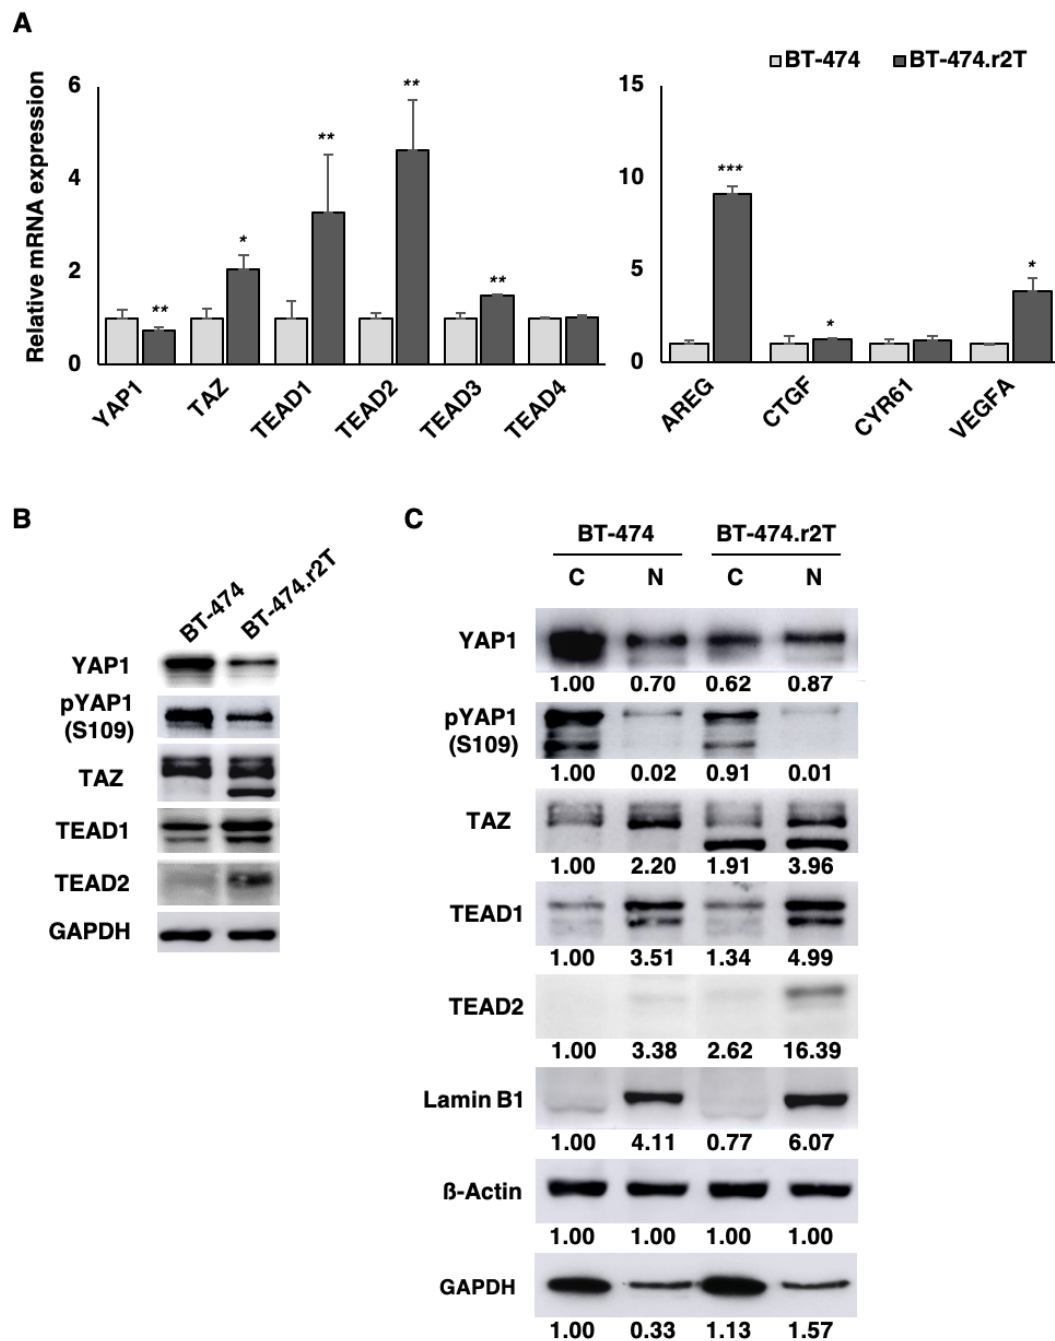 A
BT-474 BT-474.r2T
Relative mRNA expression
6
4
2
0
** * ** ** **
YAP1 TAZ TEAD1 TEAD2 TEAD3 TEAD4
15
10
5
0
*** * *
AREG CTGF CYR61 VEGFA
B
BT-474 BT-474.r2T
YAP1
pYAP1
(S109)
TAZ
TEAD1
TEAD2
GAPDH
C
BT-474 BT-474.r2T
C N C N
YAP1
1.00 0.70 0.62 0.87
pYAP1
(S109)
1.00 0.02 0.91 0.01
TAZ
1.00 2.20 1.91 3.96
TEAD1
1.00 3.51 1.34 4.99
TEAD2
1.00 3.38 2.62 16.39
Lamin B1
1.00 4.11 0.77 6.07
ß-Actin
1.00 1.00 1.00 1.00
GAPDH
1.00 0.33 1.13 1.57